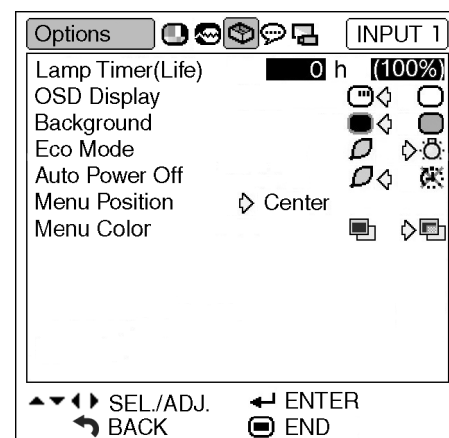 Options INPUT 1
Lamp Timer(Life) 0 h (100%)
OSD Display
Background
Eco Mode
Auto Power Off
Menu Position Center
Menu Color
SEL./ADJ. ENTER
BACK END